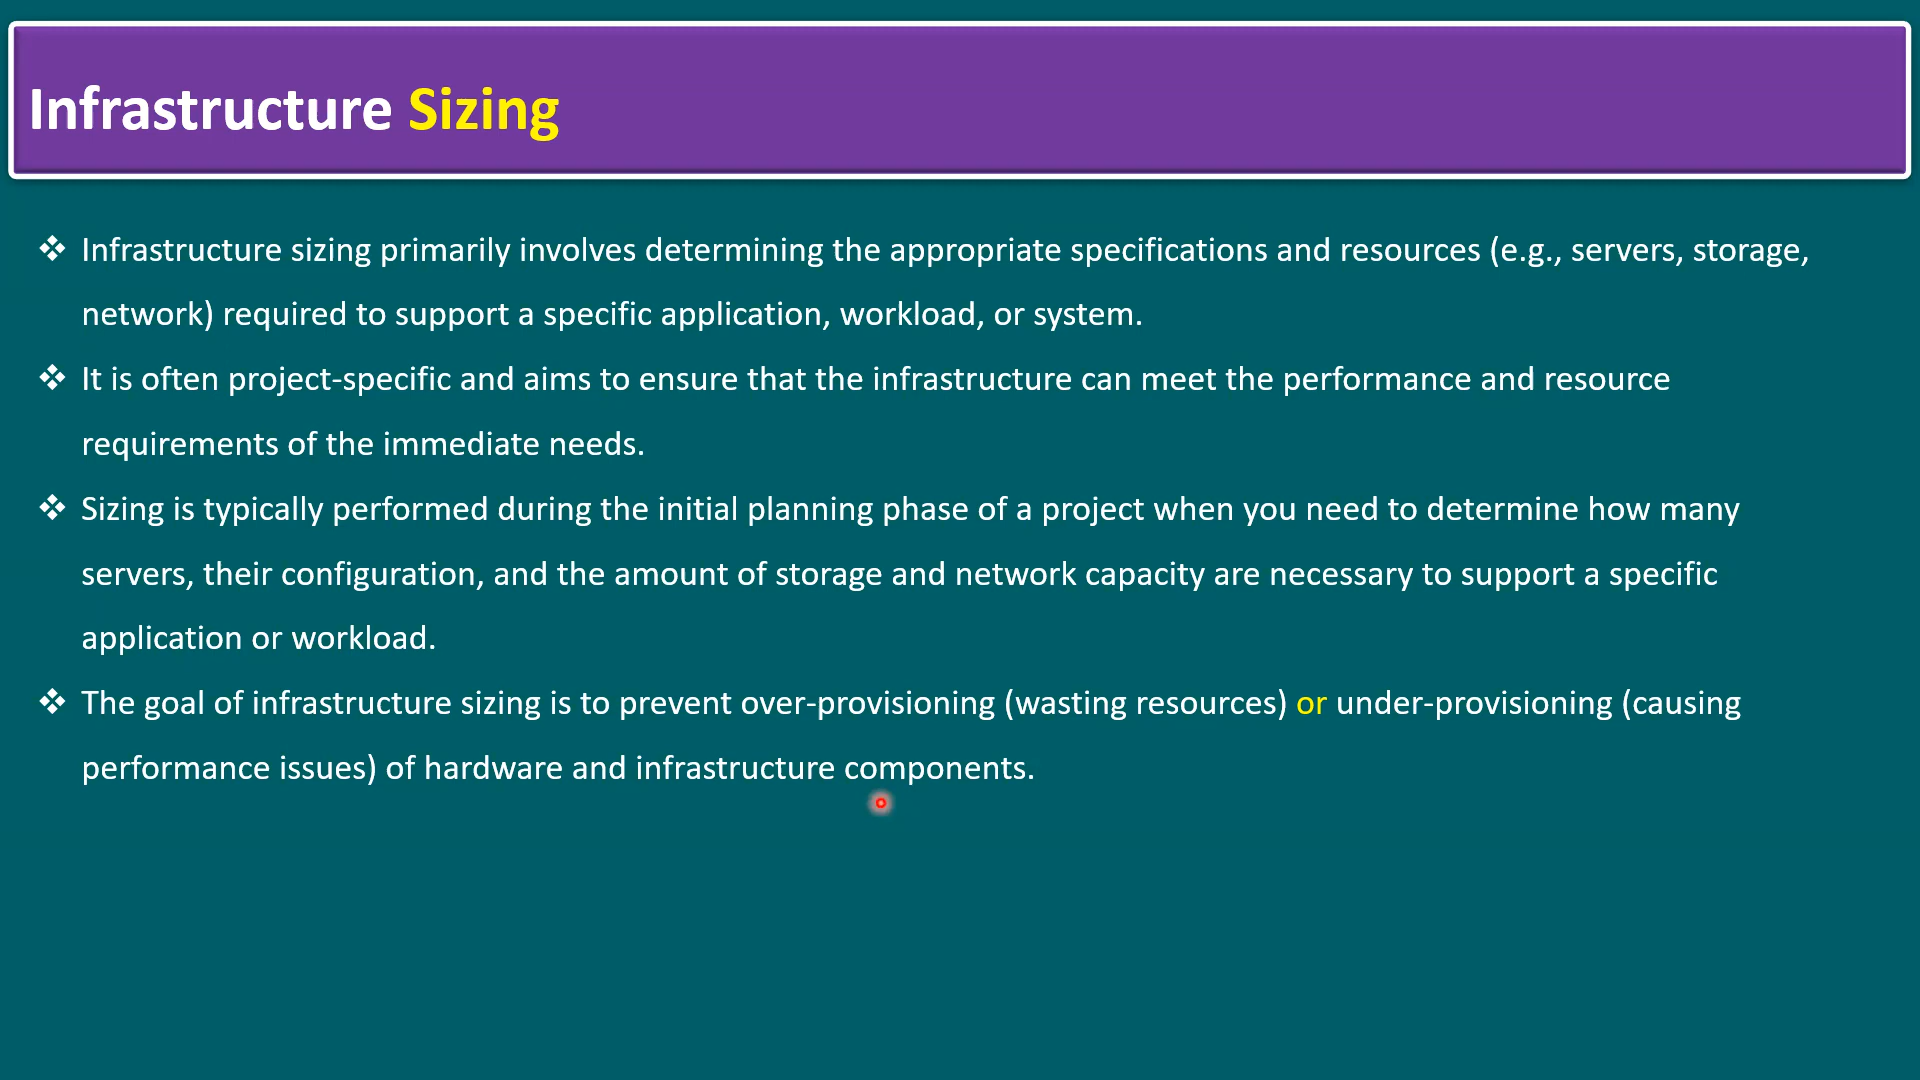 Infrastructure Sizing
❖ Infrastructure sizing primarily involves determining the appropriate specifications and resources (e.g., servers, storage,
network) required to support a specific application, workload, or system.
❖ It is often project-specific and aims to ensure that the infrastructure can meet the performance and resource
requirements of the immediate needs.
❖ Sizing is typically performed during the initial planning phase of a project when you need to determine how many
servers, their configuration, and the amount of storage and network capacity are necessary to support a specific
application or workload.
❖ The goal of infrastructure sizing is to prevent over-provisioning (wasting resources) or under-provisioning (causing
performance issues) of hardware and infrastructure components.